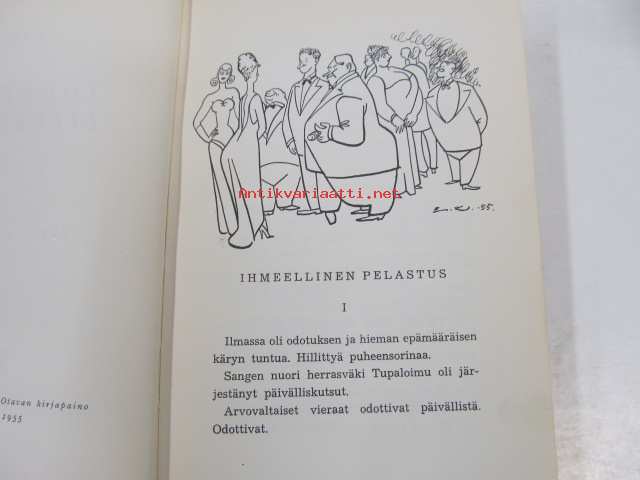 Otavan kirjapaino
1955
Antikvariaatti.net
-55.
IHMEELLINEN PELASTUS
I
Ilmassa oli odotuksen ja hieman epämääräisen
käryn tuntua. Hillittyä puheensorinaa.
Sangen nuori herrasväki Tupaloimu oli jär-
jestänyt päivälliskutsut.
Arvovaltaiset vieraat odottivat päivällistä.
Odottivat.